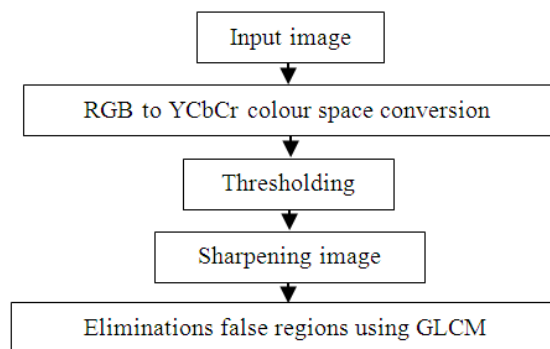 Input image
RGB to YCbCr colour space conversion
Thresholding
Sharpening image
Eliminations false regions using GLCM